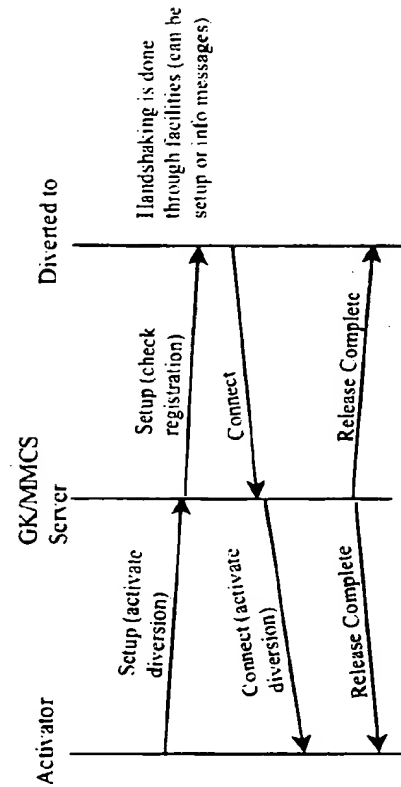 Activator
GK/MMCS
Server
Diverted to
Setup (activate
diversion)
Setup (check
registration)
Handshaking is done
through facilities (can be
setup or info messages)
Connect
Connect (activate
diversion)
Release Complete
Release Complete